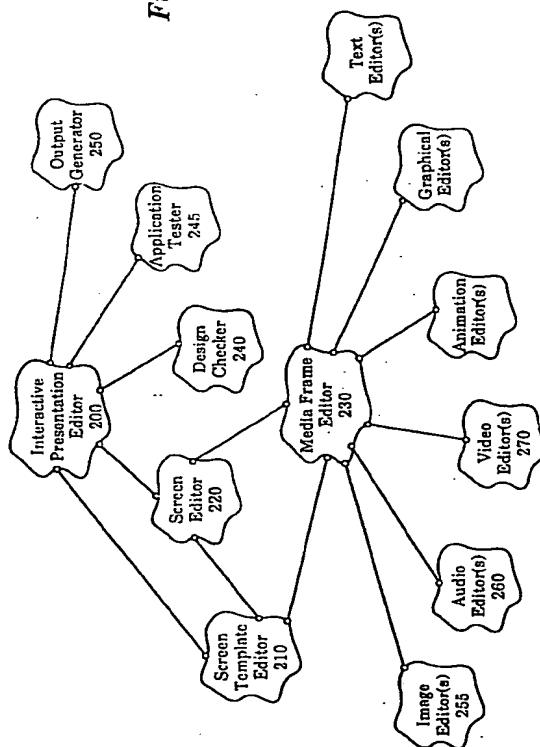 F
Interactive
Presentation
Editor
200
Output
Generator
250
Application
Tester
245
Design
Checker
240
Screen
Editor
220
Screen
Template
Editor
210
Media Frame
Editor
230
Image
Editor(s)
255
Audio
Editor(s)
260
Video
Editor(s)
270
Animation
Editor(s)
Graphical
Editor(s)
Text
Editor(s)